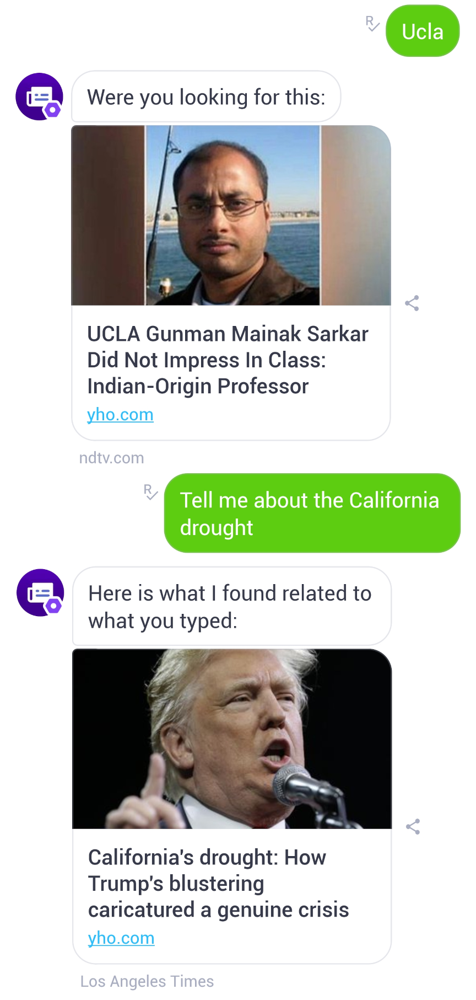 R
Ucla
Were you looking for this:
UCLA Gunman Mainak Sarkar
Did Not Impress In Class:
Indian-Origin Professor
yho.com
ndtv.com
R
Tell me about the California
drought
Here is what I found related to
what you typed:
California's drought: How
Trump's blustering
caricatured a genuine crisis
yho.com
Los Angeles Times